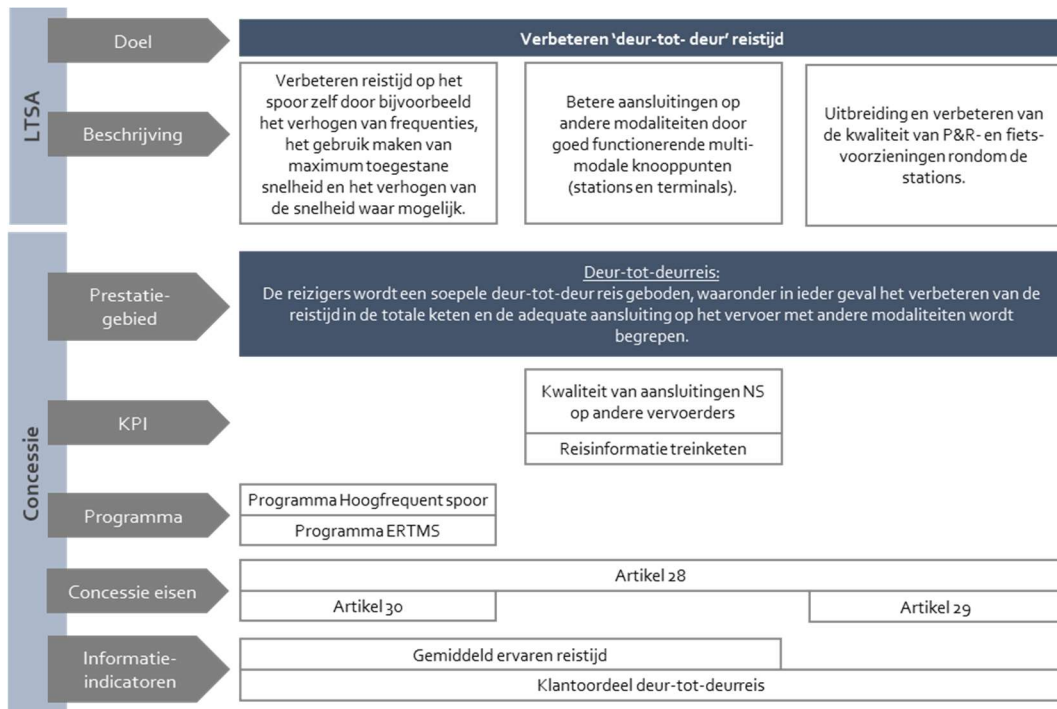 LTSA
Doel
Verbeteren ‘deur-tot- deur’ reistijd
Beschrijving
Verbeteren reistijd op het
spoor zelf door bijvoorbeeld
het verhogen van frequenties,
het gebruik maken van
maximum toegestane
snelheid en het verhogen van
de snelheid waar mogelijk.
Betere aansluitingen op
andere modaliteiten door
goed functionerende multi-
modale knooppunten
(stations en terminals).
Uitbreiding en verbeteren van
de kwaliteit van P&R- en fiets-
voorzieningen rondom de
stations.
Concessie
Prestatie-
gebied
Deur-tot-deurreis:
De reizigers wordt een soepele deur-tot-deur reis geboden, waaronder in ieder geval het verbeteren van de
reistijd in de totale keten en de adequate aansluiting op het vervoer met andere modaliteiten wordt
begrepen.
KPI
Kwaliteit van aansluitingen NS
op andere vervoerders
Reisinformatie treinketen
Programma
Programma Hoogfrequent spoor
Programma ERTMS
Concessie eisen
Artikel 28
Artikel 30
Artikel 29
Informatie-
indicatoren
Gemiddeld ervaren reistijd
Klantoordeel deur-tot-deurreis